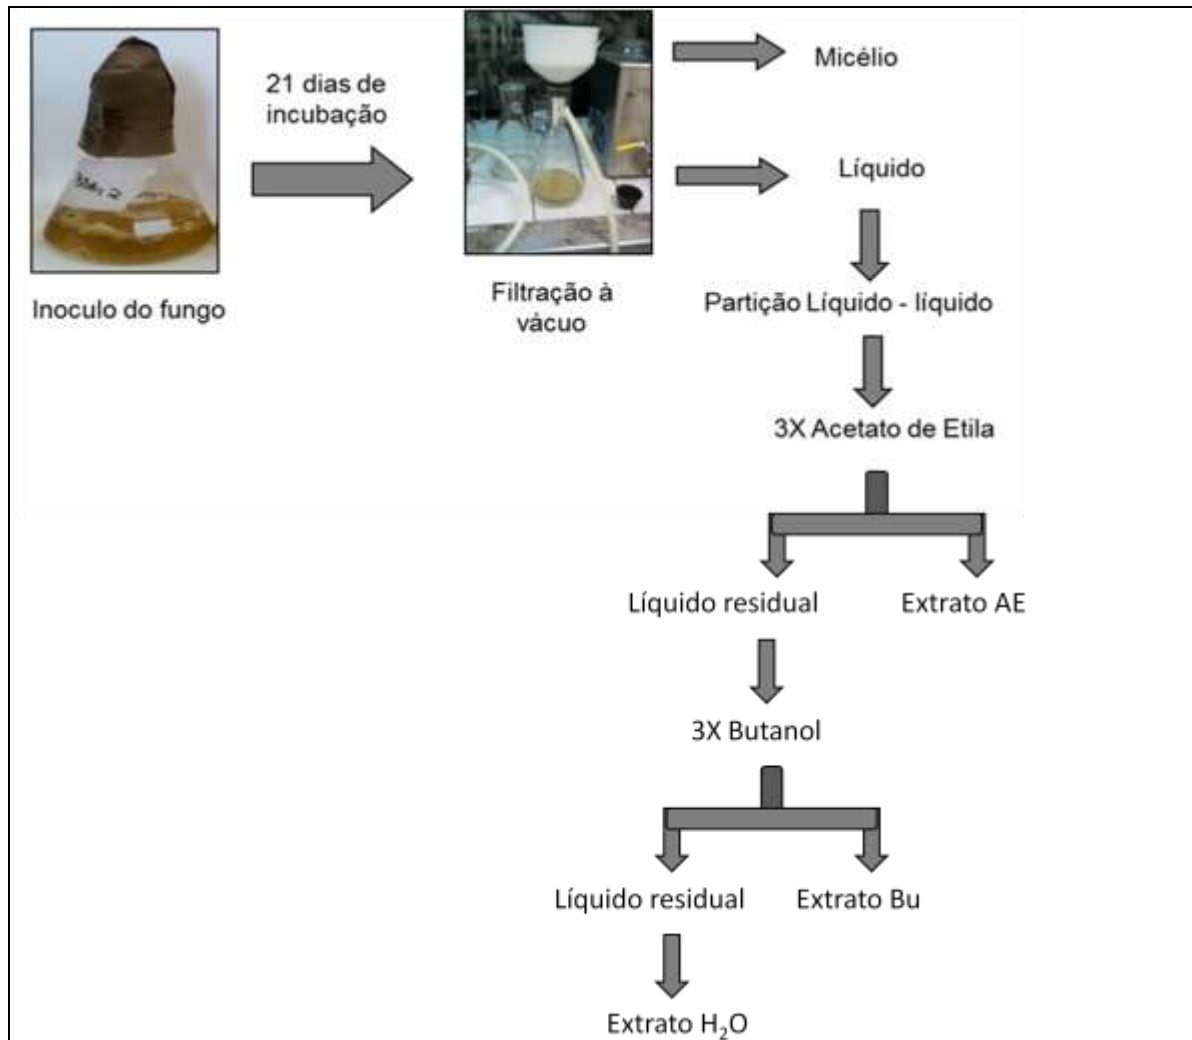 21 dias de
incubação
Micélio
Líquido
Inoculo do fungo
Filtração à
vácuo
Partição Líquido - líquido
3X Acetato de Etila
Líquido residual
Extrato AE
3X Butanol
Líquido residual
Extrato Bu
Extrato H₂O